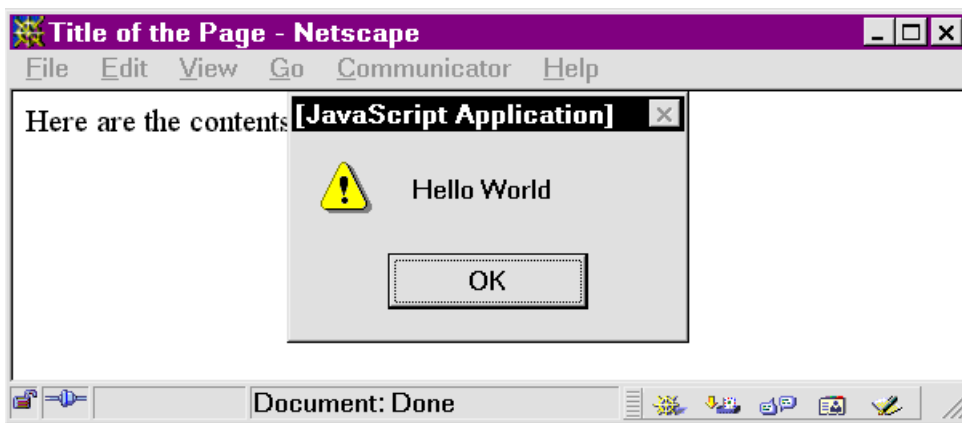 Title of the Page - Netscape
File Edit View Go Communicator Help
Here are the contents
[JavaScript Application]
Hello World
OK
Document: Done